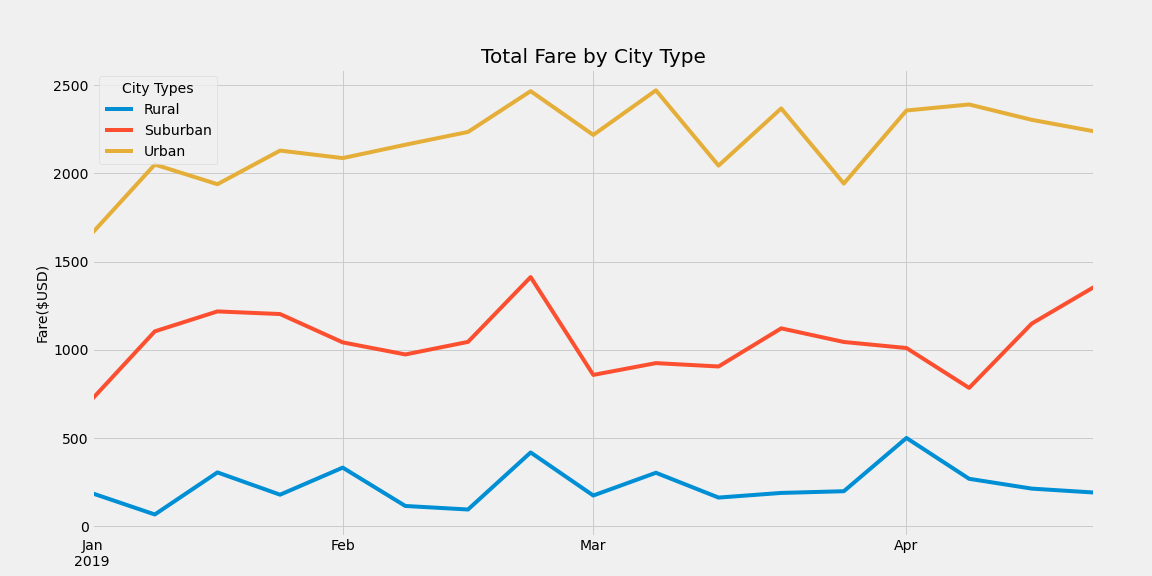 Total Fare by City Type
City Types
Rural
Suburban
Urban
Fare($USD)
2500
2000
1500
1000
500
0
Jan
2019
Feb
Mar
Apr